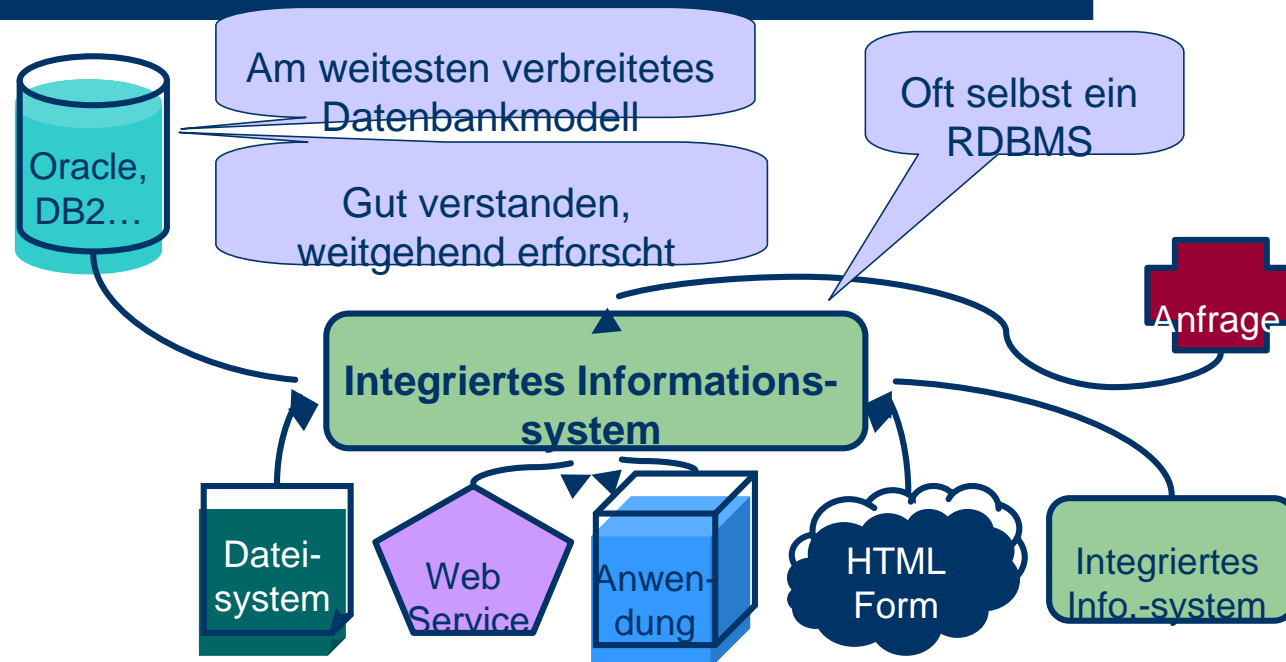 Am weitesten verbreitetes
Datenbankmodell
Oft selbst ein
RDBMS
Oracle,
DB2…
Gut verstanden,
weitgehend erforscht
Anfrage
Integriertes Informations-
system
Datei-
system
Web
Service
Anwen-
dung
HTML
Form
Integriertes
Info.-system